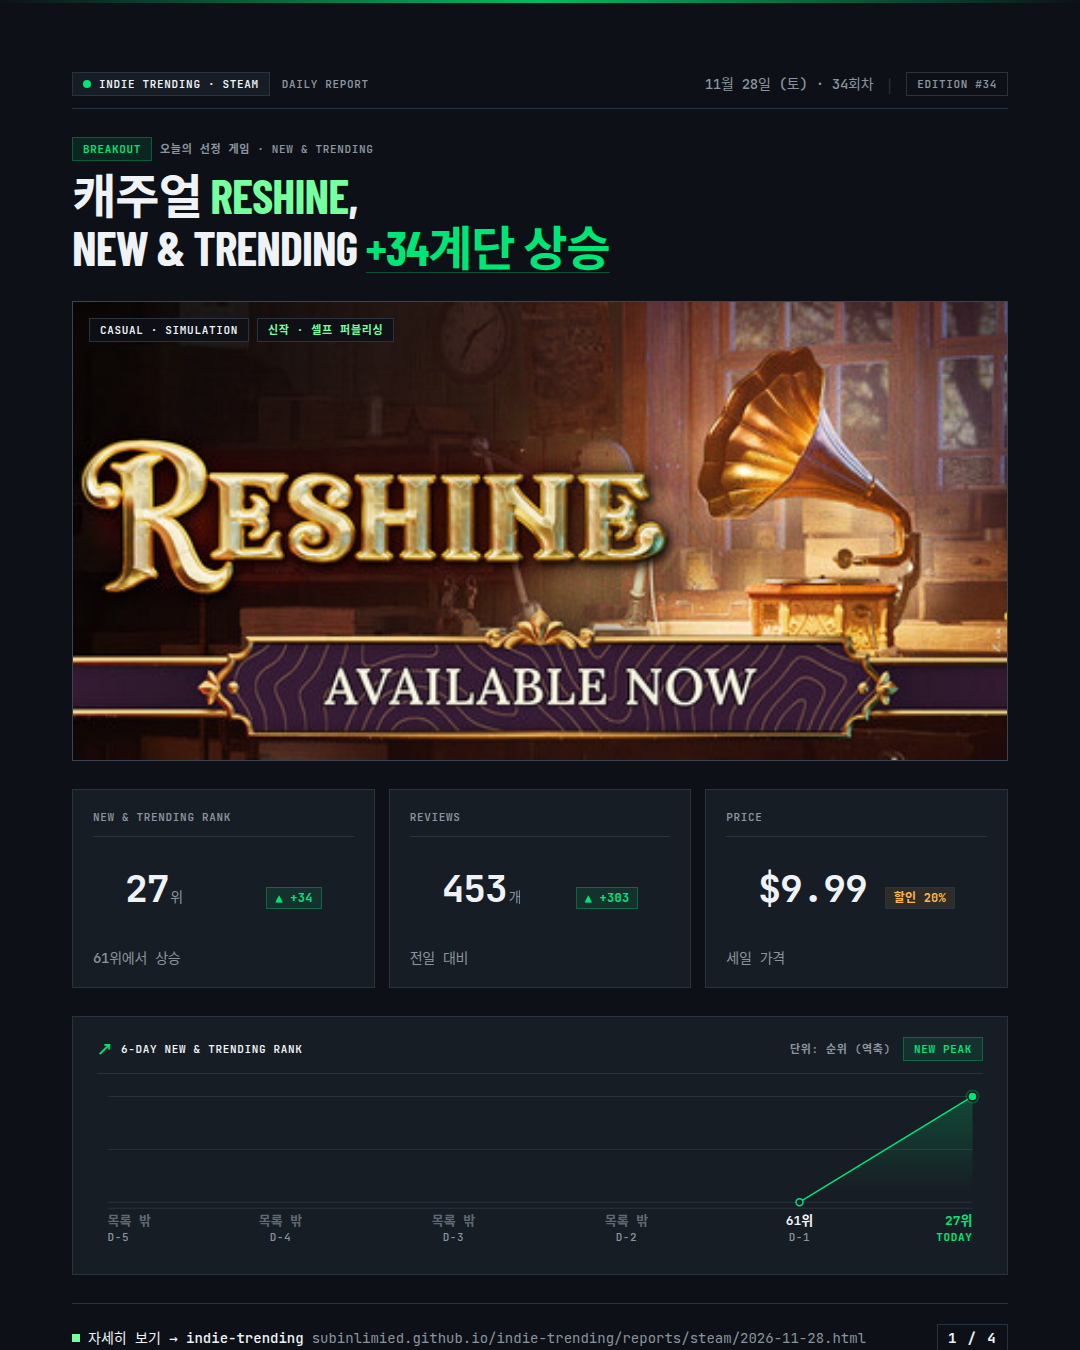 INDIE TRENDING · STEAM DAILY REPORT 11월 28일 (토) · 34회차 EDITION #34
BREAKOUT 오늘의 선정 게임 · NEW & TRENDING
캐주얼 RESHINE,
NEW & TRENDING +34계단 상승
CASUAL · SIMULATION 신작 · 셀프 퍼블리싱
RESHINE
AVAILABLE NOW
NEW & TRENDING RANK
27위 ▲ +34
61위에서 상승
REVIEWS
453개 ▲ +303
전일 대비
PRICE
$9.99 할인 20%
세일 가격
↗ 6-DAY NEW & TRENDING RANK 단위: 순위 (역축) NEW PEAK
목록 밖 목록 밖 목록 밖 목록 밖 61위 27위
D-5 D-4 D-3 D-2 D-1 TODAY
자세히 보기 → indie-trending subinlimied.github.io/indie-trending/reports/steam/2026-11-28.html 1 / 4